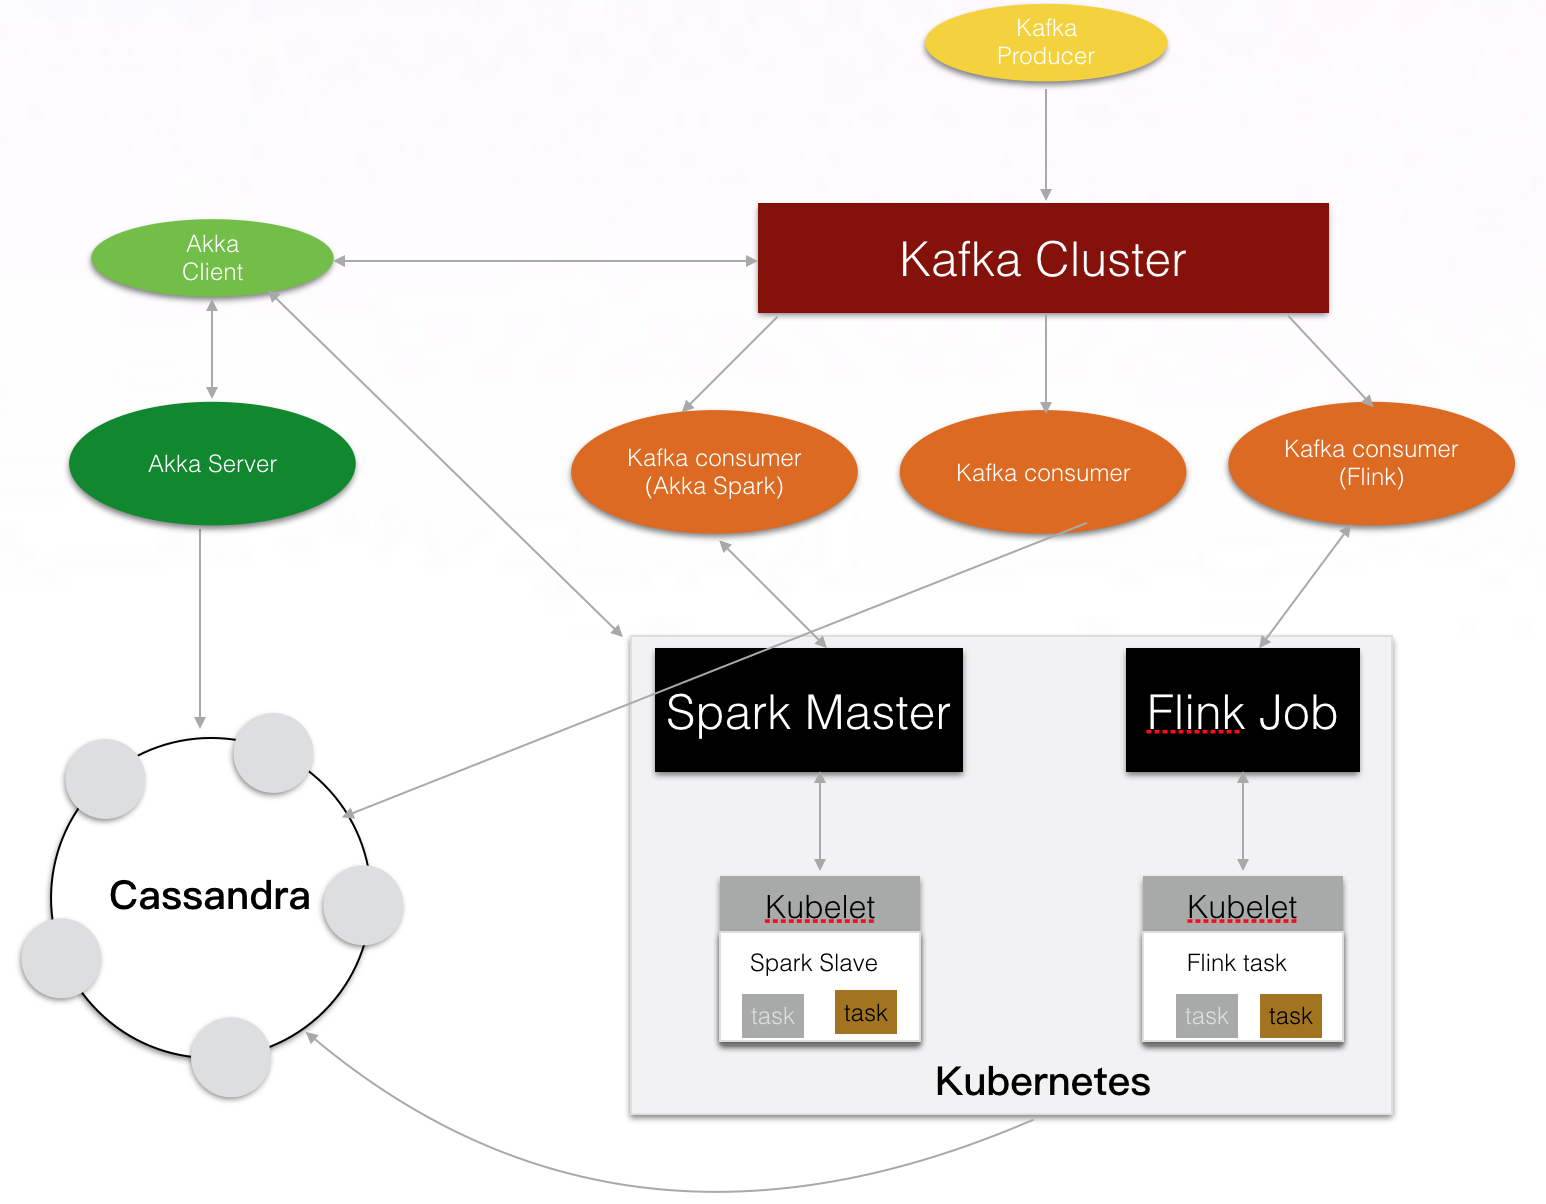 Kafka
Producer
Kafka Cluster
Akka
Client
Akka Server
Kafka consumer
(Akka Spark)
Kafka consumer
Kafka consumer
(Flink)
Spark Master
Flink Job
Cassandra
Kubelet
Kubelet
Spark Slave
Flink task
task
task
task
task
Kubernetes